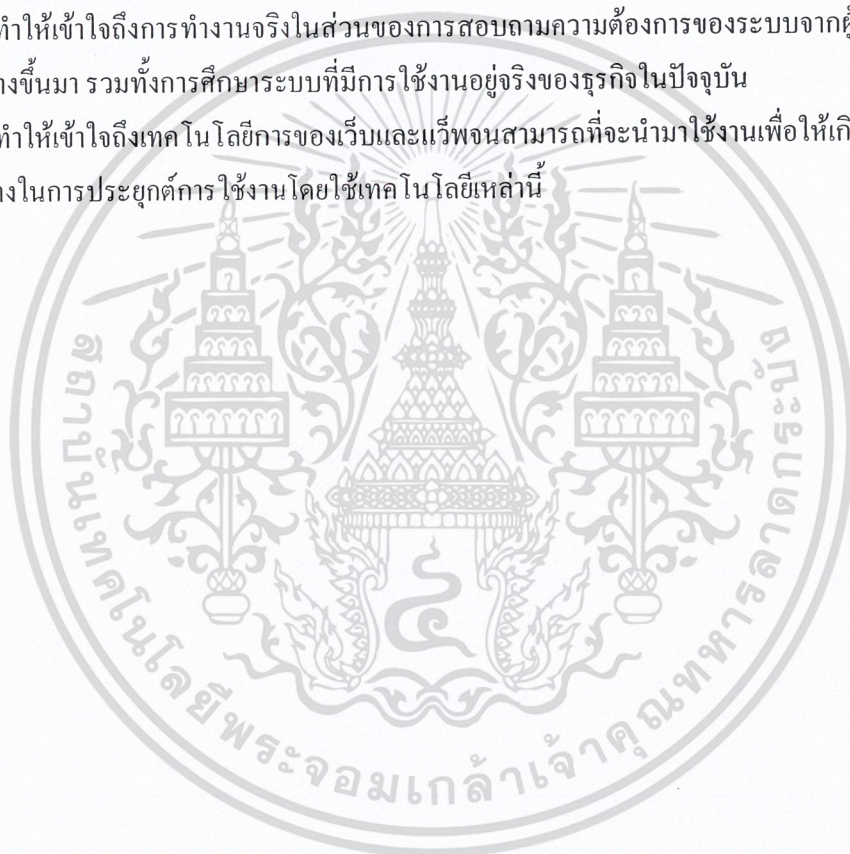 ทำให้เข้าใจถึงการทำงานจริงในส่วนของการสอบถามความต้องการของระบบจาก
างขึ้นมา รวมทั้งการศึกษาระบบที่มีการใช้งานอยู่จริงของธุรกิจในปัจจุบัน
ทำให้เข้าใจถึงเทคโนโลยีการของเว็บและแว็พจนสามารถที่จะนำมาใช้งานเพื่อให้เกิ
างในการประยุกต์การใช้งานโดยใช้เทคโนโลยีเหล่านี้
สถาบันเทคโนโลยีพระจอมเกล้าเจ้าคุณทหารลาดกระบัง